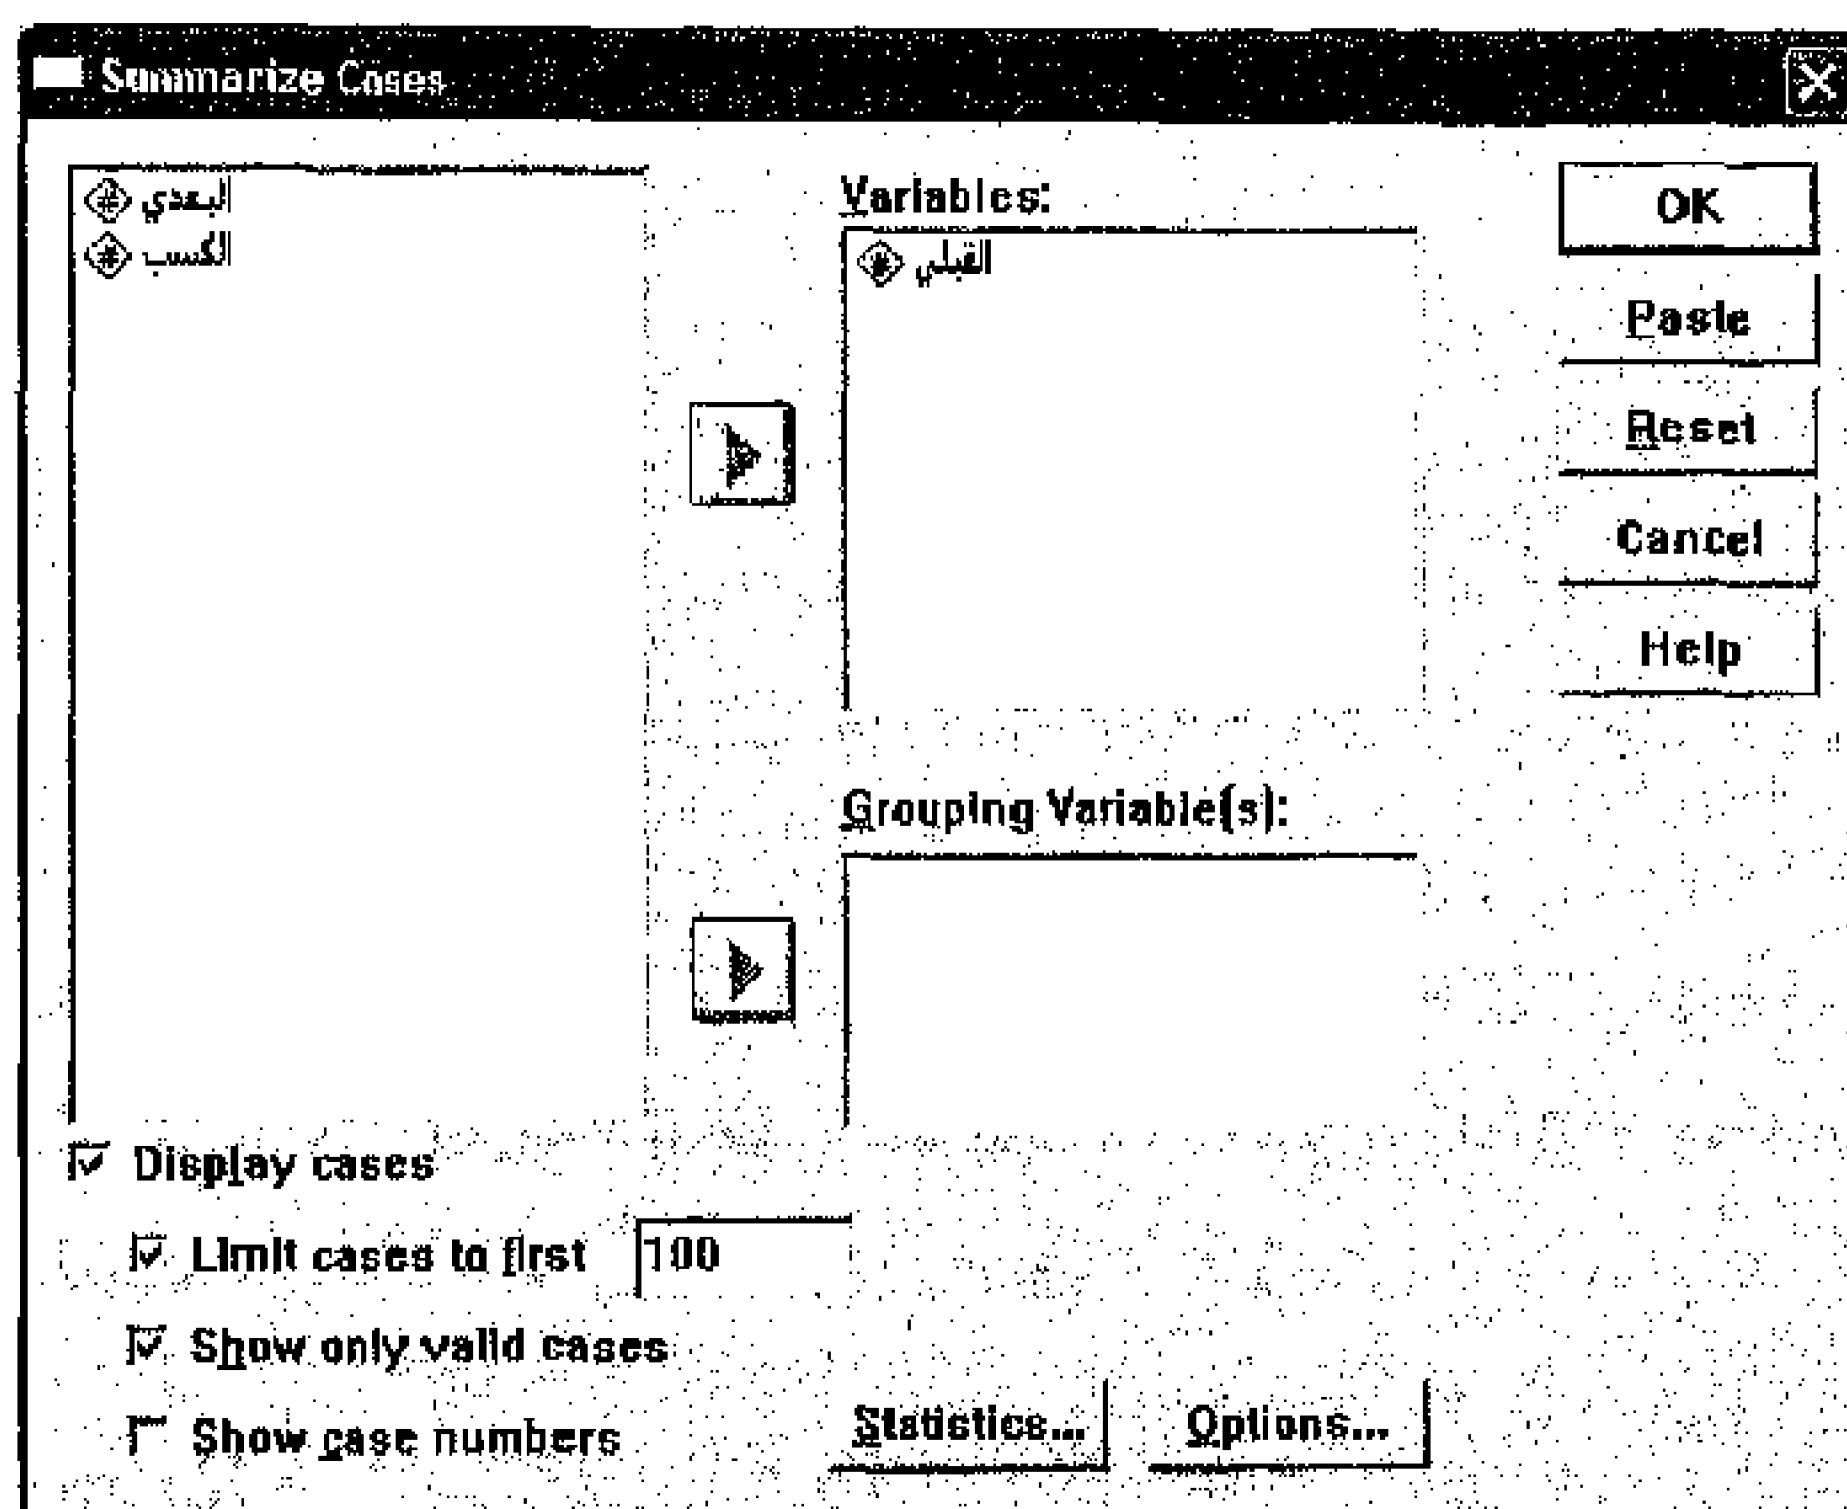 Summarize Cases
البعدي
الكسب
Variables:
القبلي
Grouping Variable(s):
OK
Paste
Reset
Cancel
Help
Display cases
Limit cases to first 100
Show only valid cases
Show case numbers
Statistics...
Options...